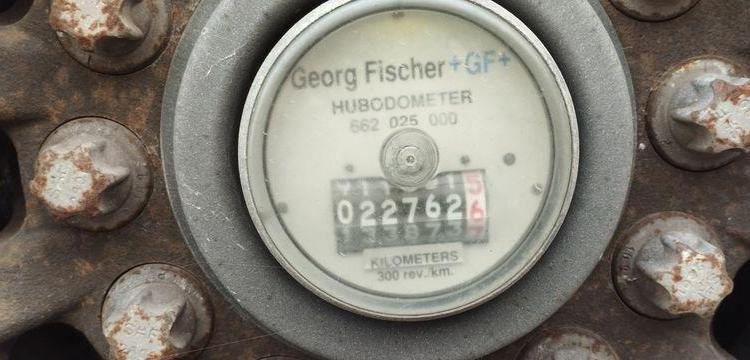 Georg Fischer +GF+
HUBODOMETER
662 025 000
0227626
KILOMETERS
300 rev./km.